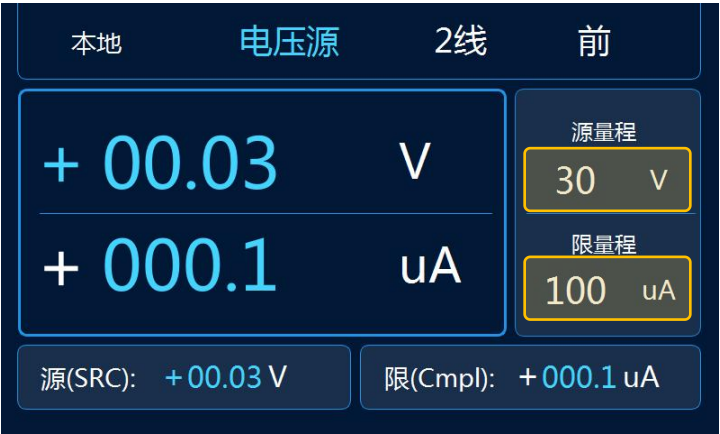 本地 电压源 2线 前
+ 00.03 V
+ 000.1 uA
源量程
30 V
限量程
100 uA
源(SRC): +00.03 V 限(Cmpl): +000.1 uA